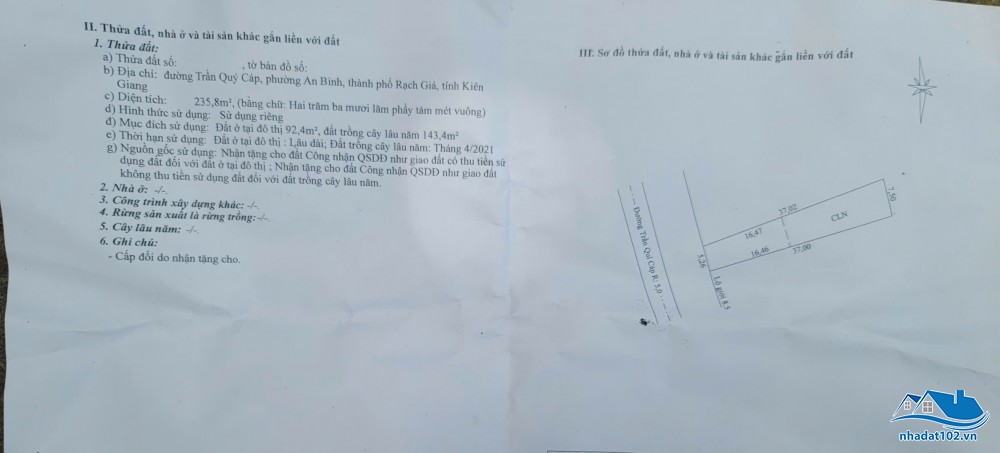 II. Thửa đất, nhà ở và tài sản khác gắn liền với đất
1. Thửa đất:
a) Thửa đất số: , tờ bản đồ số:
b) Địa chỉ: đường Trần Quý Cáp, phường An Bình, thành phố Rạch Giá, tỉnh Kiên
Giang
c) Diện tích: 235,8m², (bằng chữ: Hai trăm ba mươi lăm phẩy tám mét vuông)
d) Hình thức sử dụng: Sử dụng riêng
đ) Mục đích sử dụng: Đất ở tại đô thị 92,4m², đất trồng cây lâu năm 143,4m²
e) Thời hạn sử dụng: Đất ở tại đô thị : Lâu dài; Đất trồng cây lâu năm: Tháng 4/2021
g) Nguồn gốc sử dụng: Nhận tặng cho đất Công nhận QSDĐ như giao đất có thu tiền sử
dụng đất đối với đất ở tại đô thị ; Nhận tặng cho đất Công nhận QSDĐ như giao đất
không thu tiền sử dụng đất đối với đất trồng cây lâu năm.
2. Nhà ở: -/-.
3. Công trình xây dựng khác: -/-.
4. Rừng sản xuất là rừng trồng: -/-.
5. Cây lâu năm: -/-.
6. Ghi chú:
- Cấp đổi do nhận tặng cho.
III. Sơ đồ thửa đất, nhà ở và tài sản khác gắn liền với đất
37,02
7,50
CLN
16,47
16,46
37,00
5,26
Đường Trần Quí Cáp R: 5,0
Lộ giới 8,5
nhadat102.vn